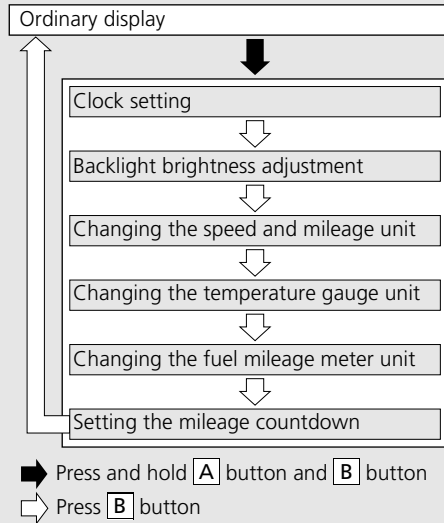 Ordinary display
Clock setting
Backlight brightness adjustment
Changing the speed and mileage unit
Changing the temperature gauge unit
Changing the fuel mileage meter unit
Setting the mileage countdown
Press and hold A button and B button
Press B button